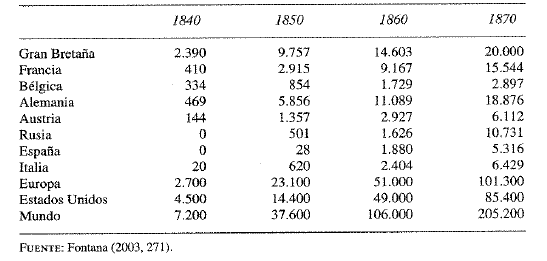 1840 1850 1860 1870
Gran Bretaña 2.390 9.757 14.603 20.000
Francia 410 2.915 9.167 15.544
Bélgica 334 854 1.729 2.897
Alemania 469 5.856 11.089 18.876
Austria 144 1.357 2.927 6.112
Rusia 0 501 1.626 10.731
España 0 28 1.880 5.316
Italia 20 620 2.404 6.429
Europa 2.700 23.100 51.000 101.300
Estados Unidos 4.500 14.400 49.000 85.400
Mundo 7.200 37.600 106.000 205.200
FUENTE: Fontana (2003, 271).